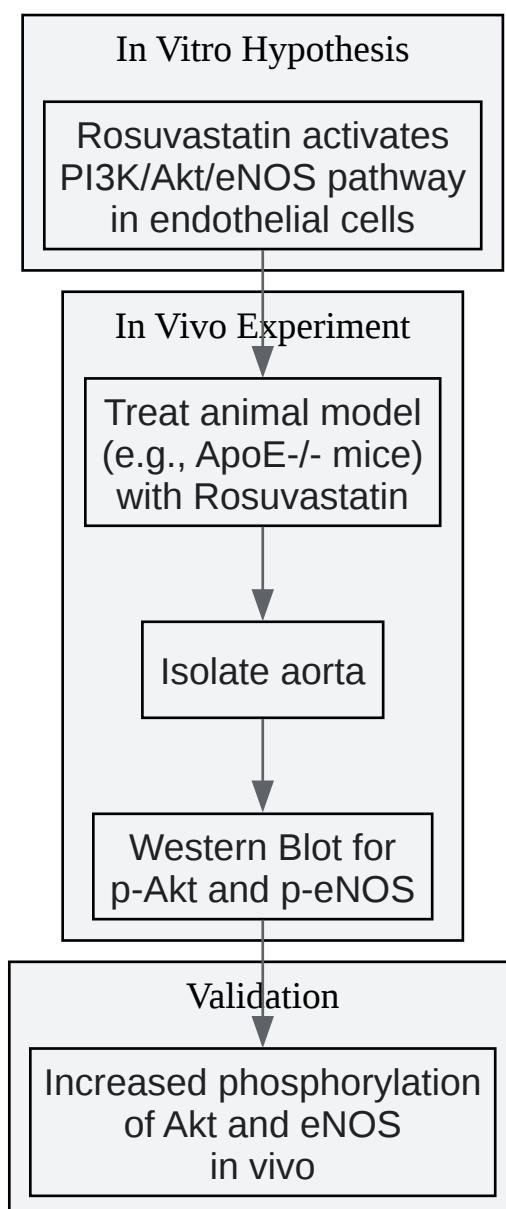 In Vitro Hypothesis
Rosuvastatin activates
PI3K/Akt/eNOS pathway
in endothelial cells
In Vivo Experiment
Treat animal model
(e.g., ApoE-/- mice)
with Rosuvastatin
Isolate aorta
Western Blot for
p-Akt and p-eNOS
Validation
Increased phosphorylation
of Akt and eNOS
in vivo